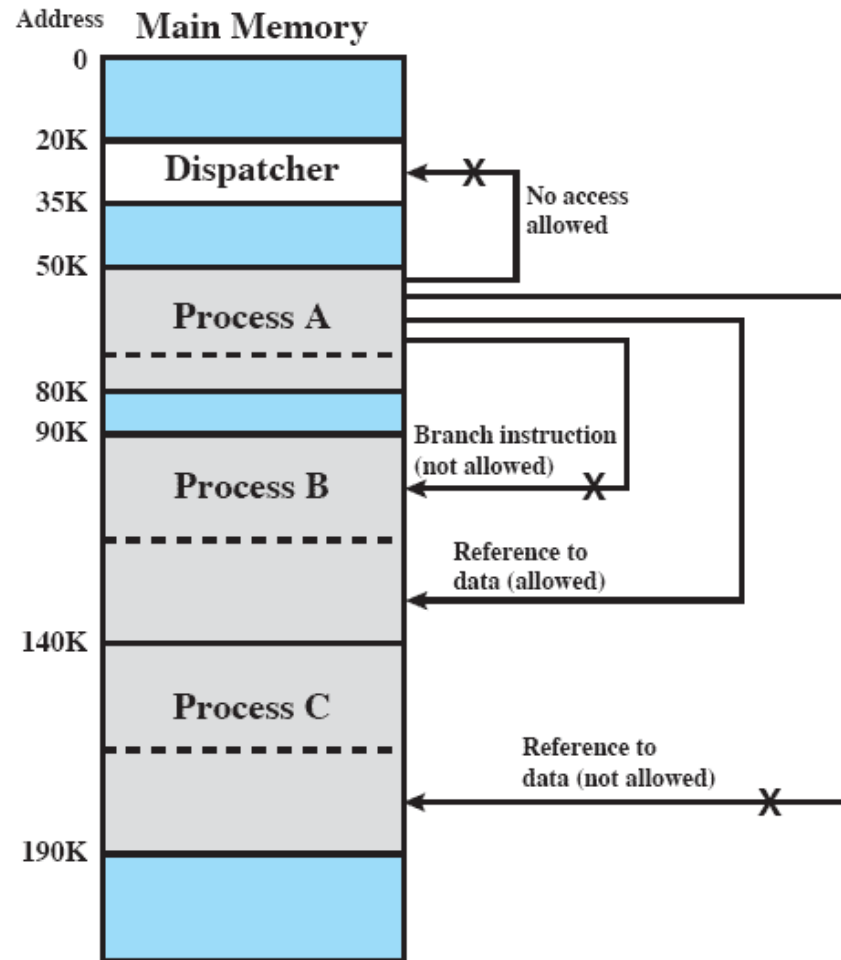 Address
Main Memory
0
20K
Dispatcher
No access
allowed
35K
50K
Process A
80K
90K
Branch instruction
(not allowed)
Process B
Reference to
data (allowed)
140K
Process C
Reference to
data (not allowed)
190K